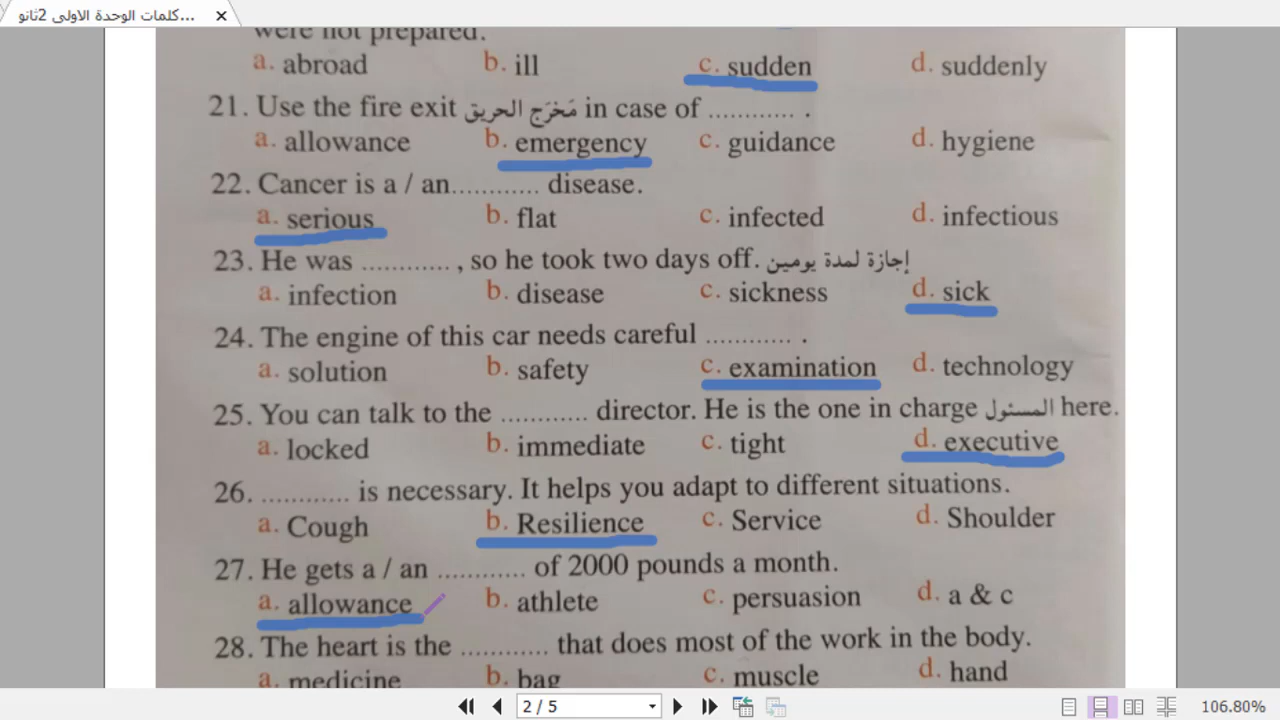 كلمات الوحدة الاولى 2ثانو...
were not prepared.
a. abroad b. ill c. sudden d. suddenly
21. Use the fire exit مَخرَج الحريق in case of ............ .
a. allowance b. emergency c. guidance d. hygiene
22. Cancer is a / an............ disease.
a. serious b. flat c. infected d. infectious
23. He was ............ , so he took two days off. إجازة لمدة يومين
a. infection b. disease c. sickness d. sick
24. The engine of this car needs careful ............ .
a. solution b. safety c. examination d. technology
25. You can talk to the ............ director. He is the one in charge المسئول here.
a. locked b. immediate c. tight d. executive
26. ............ is necessary. It helps you adapt to different situations.
a. Cough b. Resilience c. Service d. Shoulder
27. He gets a / an ............ of 2000 pounds a month.
a. allowance b. athlete c. persuasion d. a & c
28. The heart is the ............ that does most of the work in the body.
a. medicine b. bag c. muscle d. hand
2 / 5 106.80%